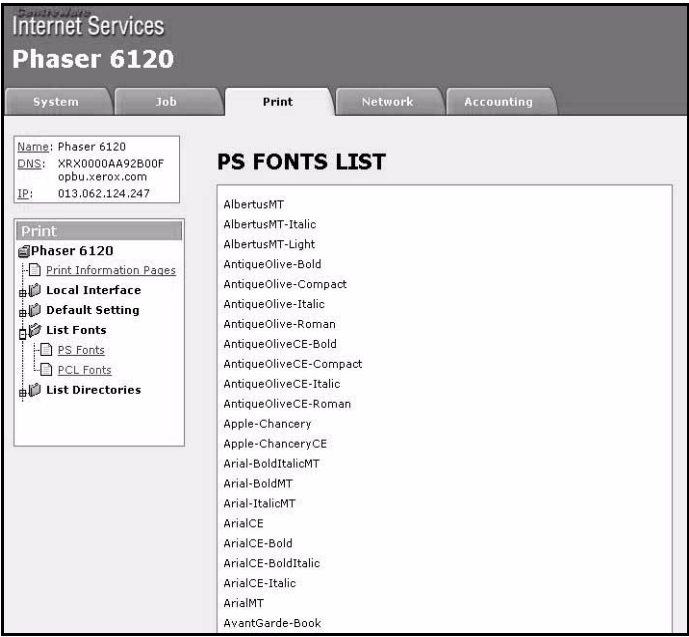 CentreWare
Internet Services
Phaser 6120
System Job Print Network Accounting
Name: Phaser 6120
DNS: XRX0000AA92B00F
opbu.xerox.com
IP: 013.062.124.247
Print
Phaser 6120
Print Information Pages
Local Interface
Default Setting
List Fonts
PS Fonts
PCL Fonts
List Directories
PS FONTS LIST
AlbertusMT
AlbertusMT-Italic
AlbertusMT-Light
AntiqueOlive-Bold
AntiqueOlive-Compact
AntiqueOlive-Italic
AntiqueOlive-Roman
AntiqueOliveCE-Bold
AntiqueOliveCE-Compact
AntiqueOliveCE-Italic
AntiqueOliveCE-Roman
Apple-Chancery
Apple-ChanceryCE
Arial-BoldItalicMT
Arial-BoldMT
Arial-ItalicMT
ArialCE
ArialCE-Bold
ArialCE-BoldItalic
ArialCE-Italic
ArialMT
AvantGarde-Book